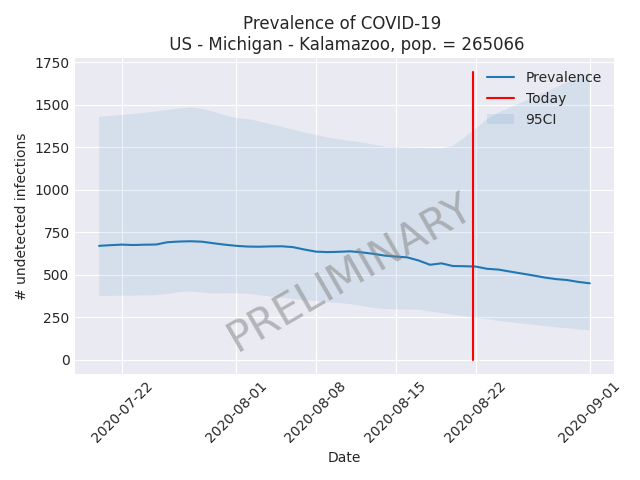 Prevalence of COVID-19
US - Michigan - Kalamazoo, pop. = 265066
1750
1500
1250
1000
750
500
250
0
# undetected infections
Prevalence
Today
95CI
PRELIMINARY
2020-07-22
2020-08-01
2020-08-08
2020-08-15
2020-08-22
2020-09-01
Date